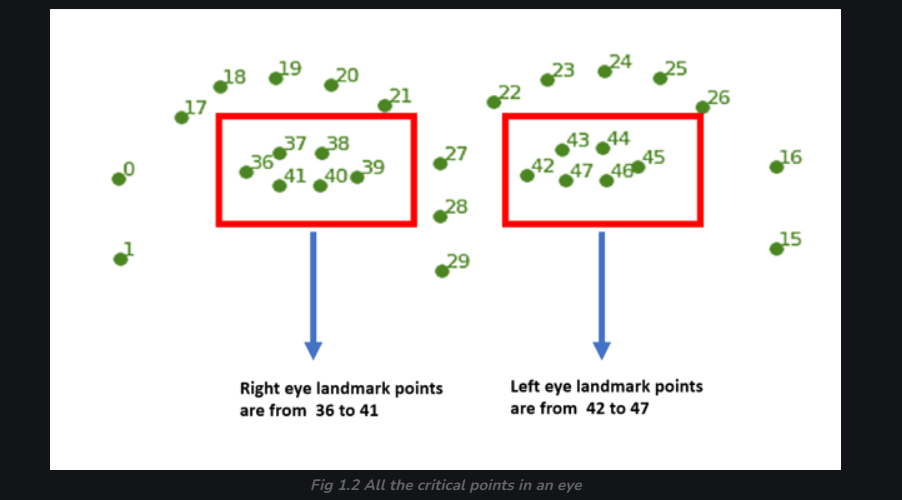 18 19 20 23 24 25
17 21 22 26
37 38 43 44
0 36 39 27 42 45 16
41 40 47 46
28
1 29 15
Right eye landmark points
are from 36 to 41
Left eye landmark points
are from 42 to 47
Fig 1.2 All the critical points in an eye